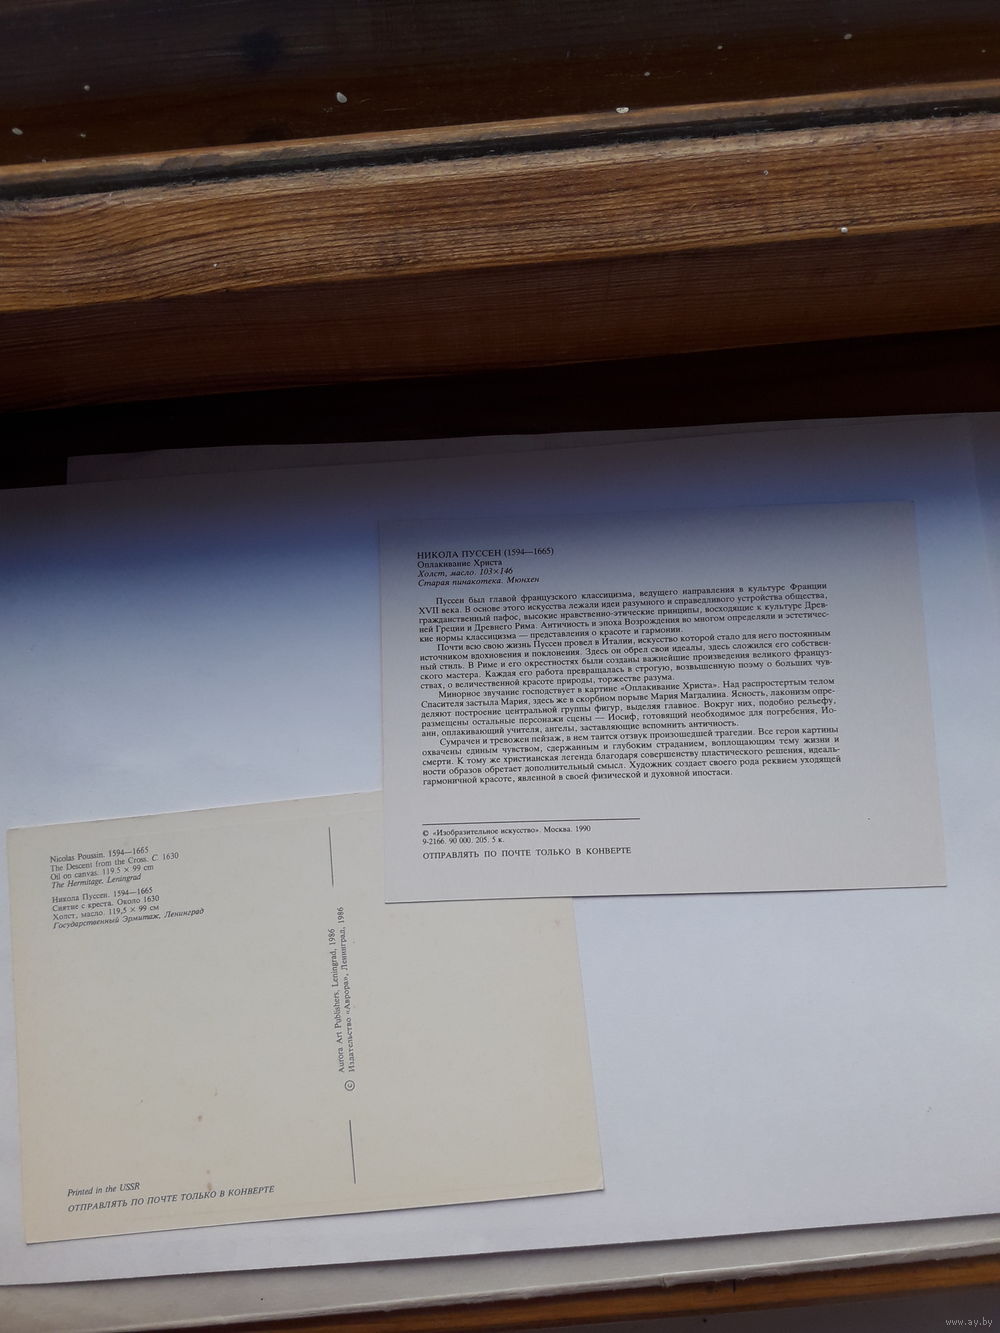 НИКОЛА ПУССЕН (1594—1665)
Оплакивание Христа
Холст, масло. 103×146
Старая пинакотека. Мюнхен
Пуссен был главой французского классицизма, ведущего направления в культуре Франции
XVII века. В основе этого искусства лежали идеи разумного и справедливого устройства общества,
гражданственный пафос, высокие нравственно-этические принципы, восходящие к культуре Древ-
ней Греции и Древнего Рима. Античность и эпоха Возрождения во многом определяли и эстетичес-
кие нормы классицизма — представления о красоте и гармонии.
Почти всю свою жизнь Пуссен провел в Италии, искусство которой стало для него постоянным
источником вдохновения и поклонения. Здесь он обрел свои идеалы, здесь сложился его собствен-
ный стиль. В Риме и его окрестностях были созданы важнейшие произведения великого француз-
ского мастера. Каждая его работа превращалась в строгую, возвышенную поэму о больших чув-
ствах, о величественной красоте природы, торжестве разума.
Минорное звучание господствует в картине «Оплакивание Христа». Над распростертым телом
Спасителя застыла Мария, здесь же в скорбном порыве Мария Магдалина. Ясность, лаконизм опре-
деляют построение центральной группы фигур, выделяя главное. Вокруг них, подобно рельефу,
размещены остальные персонажи сцены — Иосиф, готовящий необходимое для погребения, Ио-
анн, оплакивающий учителя, ангелы, заставляющие вспомнить античность.
Сумрачен и тревожен пейзаж, в нем таится отзвук произошедшей трагедии. Все герои картины
охвачены единым чувством, сдержанным и глубоким страданием, воплощающим тему жизни и
смерти. К тому же христианская легенда благодаря совершенству пластического решения, идеаль-
ности образов обретает дополнительный смысл. Художник создает своего рода реквием уходящей
гармоничной красоте, явленной в своей физической и духовной ипостаси.
© «Изобразительное искусство». Москва. 1990
9-2166. 90 000. 205. 5 к.
ОТПРАВЛЯТЬ ПО ПОЧТЕ ТОЛЬКО В КОНВЕРТЕ
Nicolas Poussin. 1594—1665
The Descent from the Cross. C. 1630
Oil on canvas. 119.5 × 99 cm
The Hermitage, Leningrad
Никола Пуссен. 1594—1665
Снятие с креста. Около 1630
Холст, масло. 119,5 × 99 см
Государственный Эрмитаж, Ленинград
© Aurora Art Publishers, Leningrad, 1986
Издательство «Аврора», Ленинград, 1986
Printed in the USSR
ОТПРАВЛЯТЬ ПО ПОЧТЕ ТОЛЬКО В КОНВЕРТЕ
www.ay.by